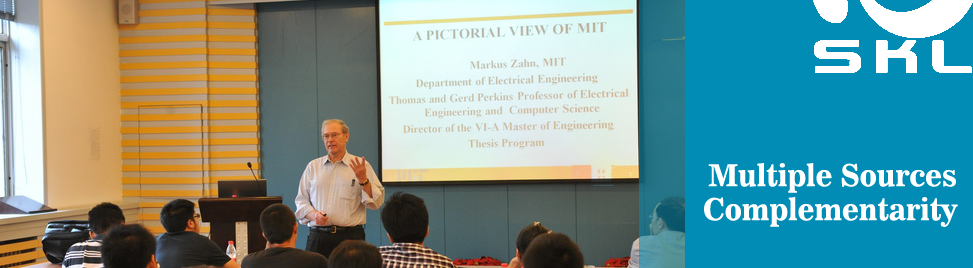 A PICTORIAL VIEW OF MIT
Markus Zahn, MIT
Department of Electrical Engineering
Thomas and Gerd Perkins Professor of Electrical
Engineering and Computer Science
Director of the VI-A Master of Engineering
Thesis Program
SKL
Multiple Sources
Complementarity